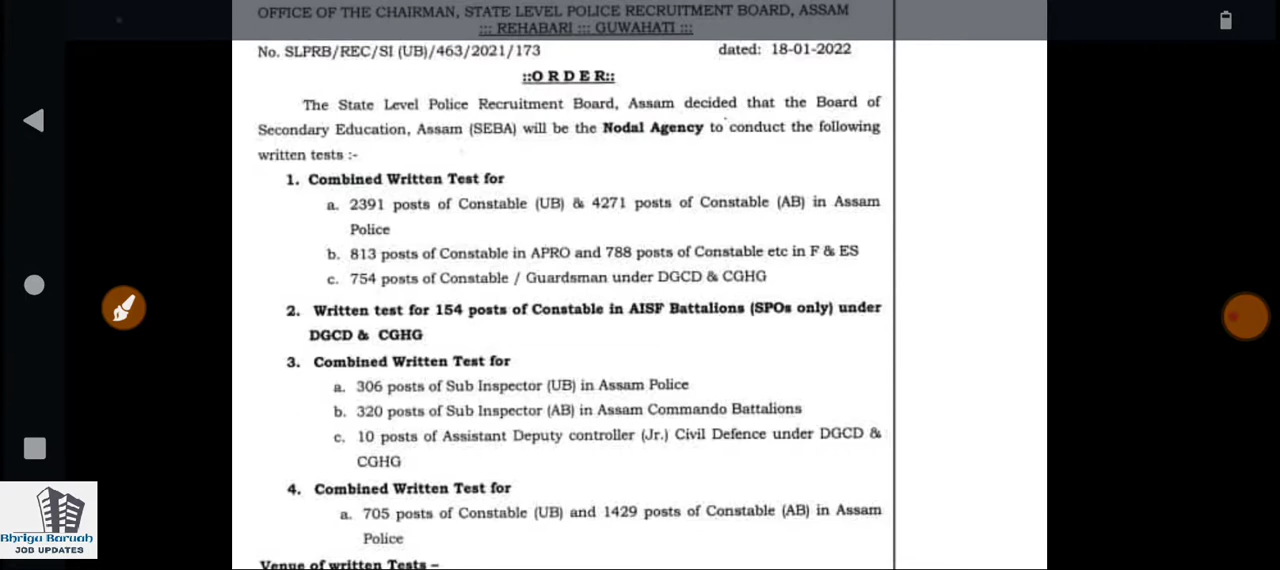 OFFICE OF THE CHAIRMAN, STATE LEVEL POLICE RECRUITMENT BOARD, ASSAM
::: REHABARI ::: GUWAHATI :::
No. SLPRB/REC/SI (UB)/463/2021/173 dated: 18-01-2022
::O R D E R::
The State Level Police Recruitment Board, Assam decided that the Board of
Secondary Education, Assam (SEBA) will be the Nodal Agency to conduct the following
written tests :-
1. Combined Written Test for
a. 2391 posts of Constable (UB) & 4271 posts of Constable (AB) in Assam
Police
b. 813 posts of Constable in APRO and 788 posts of Constable etc in F & ES
c. 754 posts of Constable / Guardsman under DGCD & CGHG
2. Written test for 154 posts of Constable in AISF Battalions (SPOs only) under
DGCD & CGHG
3. Combined Written Test for
a. 306 posts of Sub Inspector (UB) in Assam Police
b. 320 posts of Sub Inspector (AB) in Assam Commando Battalions
c. 10 posts of Assistant Deputy controller (Jr.) Civil Defence under DGCD &
CGHG
4. Combined Written Test for
a. 705 posts of Constable (UB) and 1429 posts of Constable (AB) in Assam
Police
Venue of written Tests –
Bhrigu Baruah
JOB UPDATES